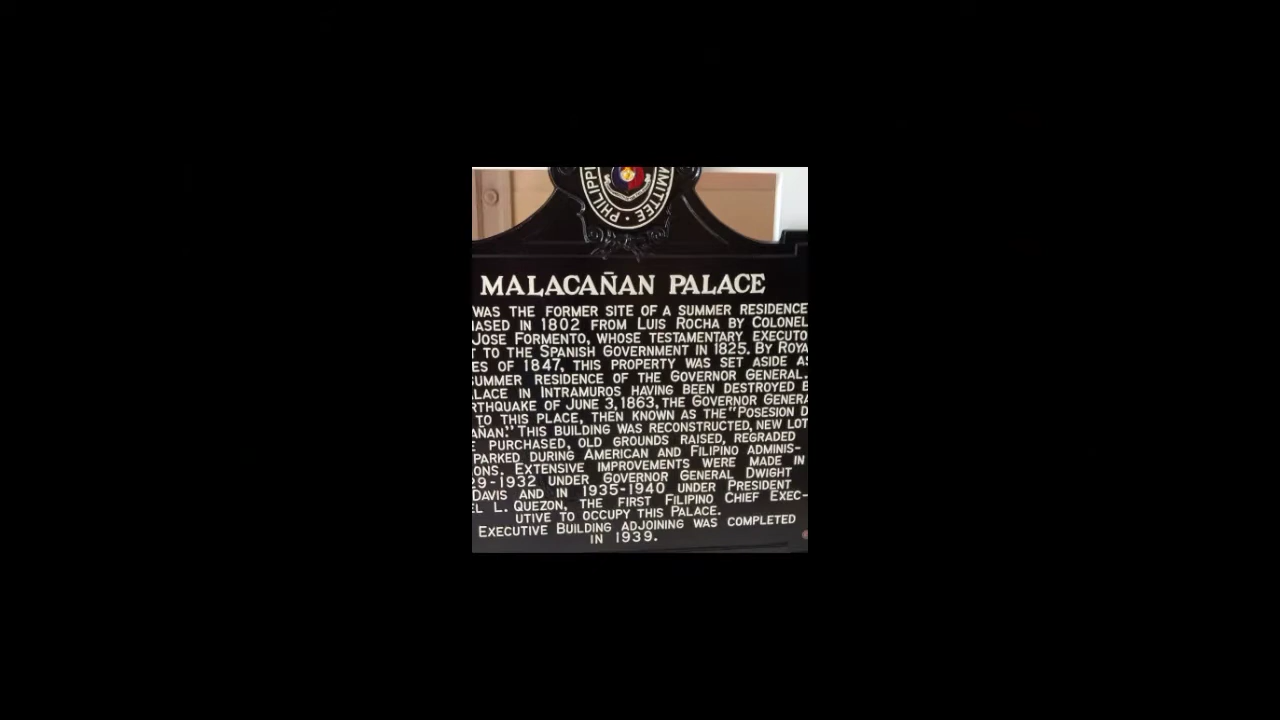 PHILIPPI MMITTEE
MALACAÑAN PALACE
WAS THE FORMER SITE OF A SUMMER RESIDENCE
ASED IN 1802 FROM LUIS ROCHA BY COLONEL
JOSE FORMENTO, WHOSE TESTAMENTARY EXECUTO
T TO THE SPANISH GOVERNMENT IN 1825. BY ROYA
ES OF 1847, THIS PROPERTY WAS SET ASIDE AS
SUMMER RESIDENCE OF THE GOVERNOR GENERAL.
LACE IN INTRAMUROS HAVING BEEN DESTROYED B
RTHQUAKE OF JUNE 3, 1863, THE GOVERNOR GENERA
TO THIS PLACE, THEN KNOWN AS THE "POSESION D
AÑAN." THIS BUILDING WAS RECONSTRUCTED, NEW LOT
E PURCHASED, OLD GROUNDS RAISED, REGRADED
PARKED DURING AMERICAN AND FILIPINO ADMINIS-
ONS. EXTENSIVE IMPROVEMENTS WERE MADE IN
29-1932 UNDER GOVERNOR GENERAL DWIGHT
DAVIS AND IN 1935-1940 UNDER PRESIDENT
EL L. QUEZON, THE FIRST FILIPINO CHIEF EXEC-
UTIVE TO OCCUPY THIS PALACE.
EXECUTIVE BUILDING ADJOINING WAS COMPLETED
IN 1939.